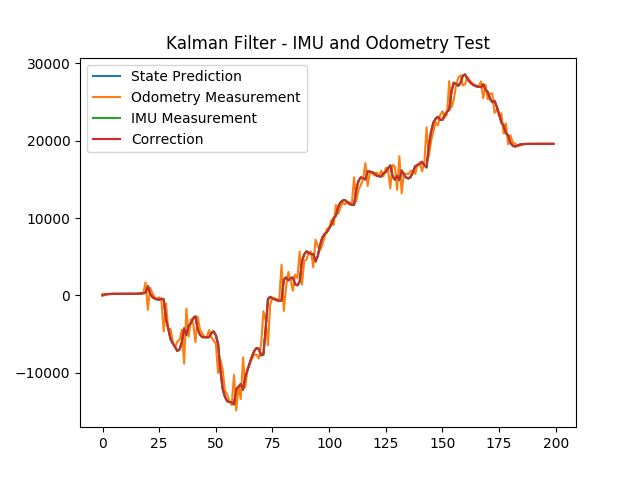 Kalman Filter - IMU and Odometry Test
State Prediction
Odometry Measurement
IMU Measurement
Correction
30000
20000
10000
0
−10000
0 25 50 75 100 125 150 175 200